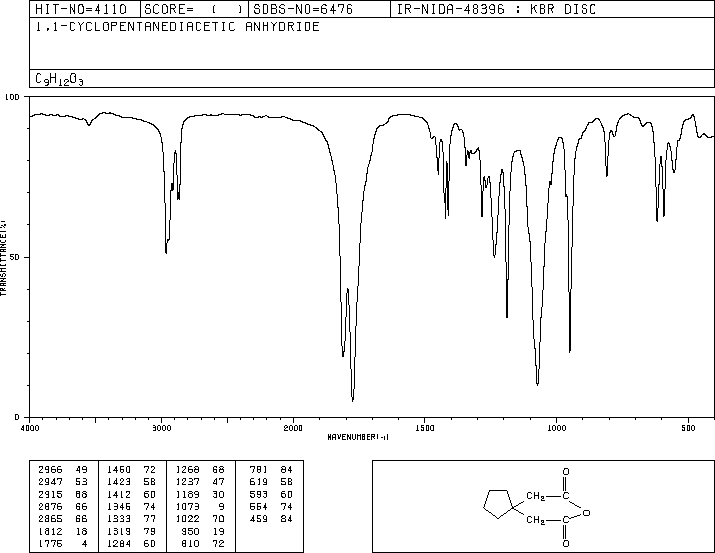 HIT-NO=4110 SCORE= ( ) SDBS-NO=6476 IR-NIDA-48396 : KBR DISC
1,1-CYCLOPENTANEDIACETIC ANHYDRIDE
C9H12O3
100
50
0
TRANSMITTANCE(%)
4000 3000 2000 1500 1000 500
WAVENUMBER(-1)
2966 49 1450 72 1268 68 781 84
2947 53 1423 58 1237 47 619 58
2915 68 1412 60 1189 30 593 60
2876 66 1346 74 1073 9 554 74
2865 66 1333 77 1022 70 459 84
1812 18 1319 79 950 19
1775 4 1284 60 810 72
O
CH2 C
O
CH2 C
O